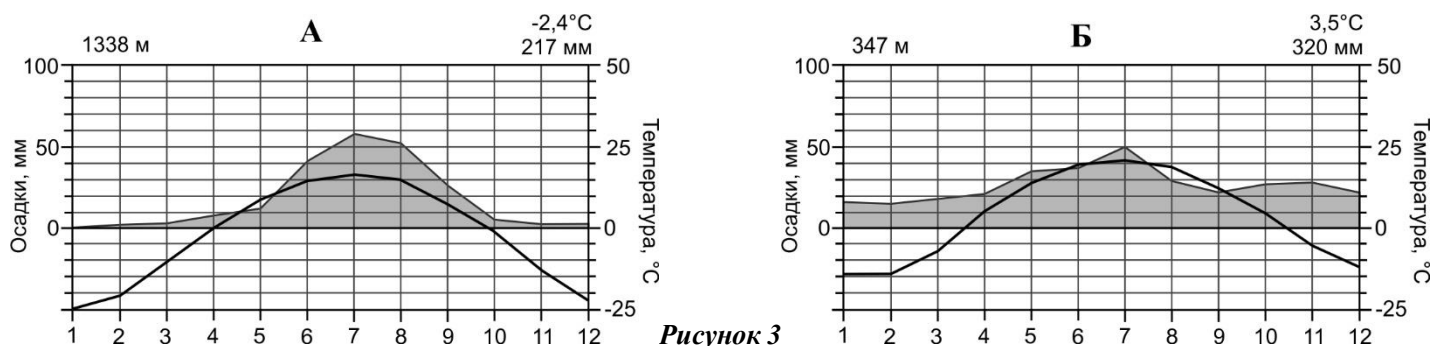 А
1338 м
-2,4°C
217 мм
100
50
0
50
25
0
-25
Осадки, мм
Температура, °C
1 2 3 4 5 6 7 8 9 10 11 12
Б
347 м
3,5°C
320 мм
100
50
0
50
25
0
-25
Осадки, мм
Температура, °C
1 2 3 4 5 6 7 8 9 10 11 12
Рисунок 3